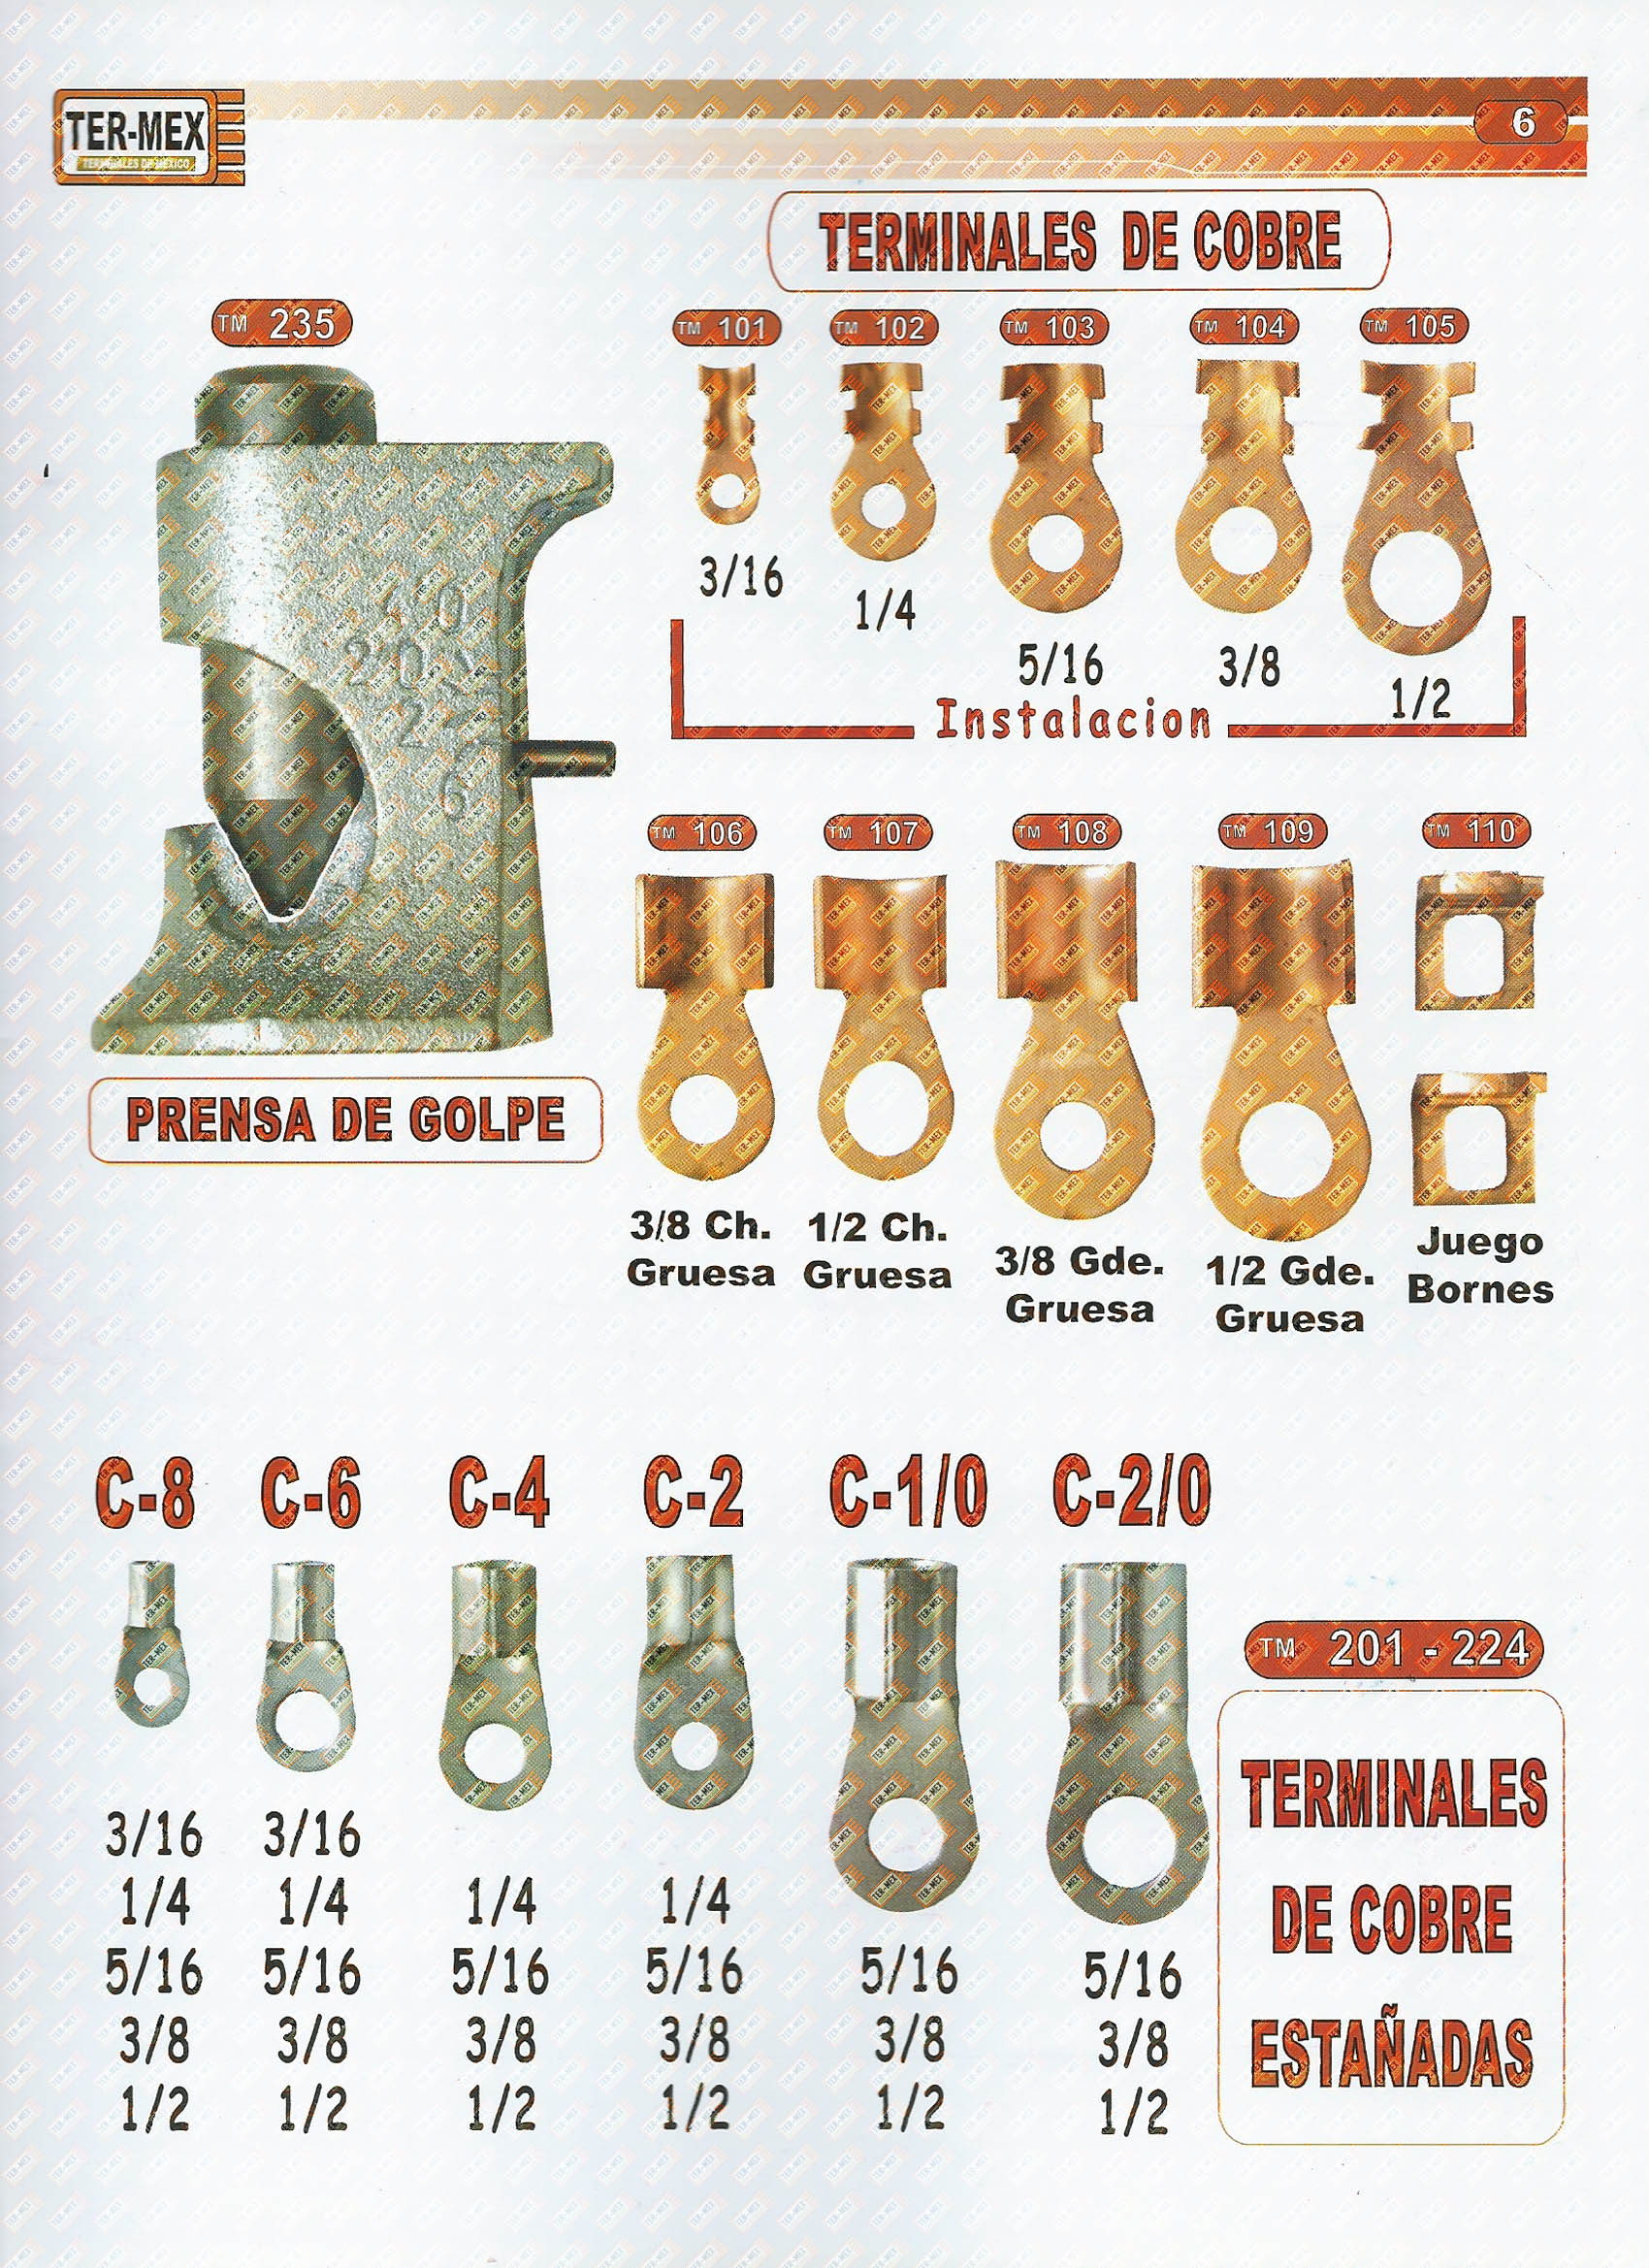 TER-MEX
TERMINALES DE MEXICO
6
TERMINALES DE COBRE
TM 235
TM 101
TM 102
TM 103
TM 104
TM 105
3/16
1/4
5/16
3/8
1/2
Instalacion
PRENSA DE GOLPE
TM 106
TM 107
TM 108
TM 109
TM 110
3/8 Ch.
Gruesa
1/2 Ch.
Gruesa
3/8 Gde.
Gruesa
1/2 Gde.
Gruesa
Juego
Bornes
C-8 C-6 C-4 C-2 C-1/0 C-2/0
3/16 3/16
1/4 1/4 1/4 1/4
5/16 5/16 5/16 5/16 5/16 5/16
3/8 3/8 3/8 3/8 3/8 3/8
1/2 1/2 1/2 1/2 1/2 1/2
TM 201 - 224
TERMINALES
DE COBRE
ESTAÑADAS